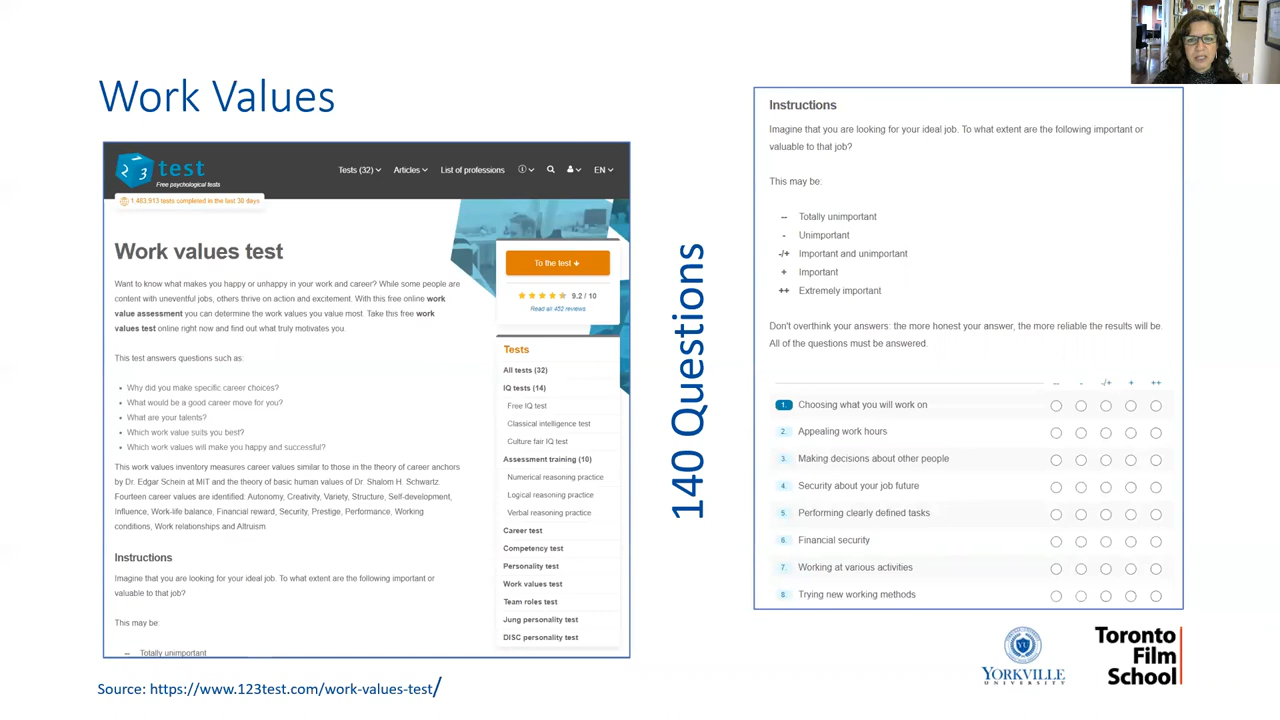 Work Values
2 3 test
Free psychological tests
Tests (32)
Articles
List of professions
EN
1.483,913 tests completed in the last 36 days
Work values test
Want to know what makes you happy or unhappy in your work and career? While some people are
content with uneventful jobs, others thrive on action and excitement. With this free online work
value assessment you can determine the work values you value most. Take this free work
values test online right now and find out what truly motivates you.
This test answers questions such as:
• Why did you make specific career choices?
• What would be a good career move for you?
• What are your talents?
• Which work value suits you best?
• Which work values will make you happy and successful?
This work values inventory measures career values similar to those in the theory of career anchors
by Dr. Edgar Schein at MIT and the theory of basic human values of Dr. Shalom H. Schwartz.
Fourteen career values are identified: Autonomy, Creativity, Variety, Structure, Self-development,
Influence, Work-life balance, Financial reward, Security, Prestige, Performance, Working
conditions, Work relationships and Altruism.
Instructions
Imagine that you are looking for your ideal job. To what extent are the following important or
valuable to that job?
This may be:
-- Totally unimportant
To the test
9.2 / 10
Read all 452 reviews
Tests
All tests (32)
IQ tests (14)
Free IQ test
Classical intelligence test
Culture fair IQ test
Assessment training (10)
Numerical reasoning practice
Logical reasoning practice
Verbal reasoning practice
Career test
Competency test
Personality test
Work values test
Team roles test
Jung personality test
DISC personality test
140 Questions
Instructions
Imagine that you are looking for your ideal job. To what extent are the following important or
valuable to that job?
This may be:
-- Totally unimportant
- Unimportant
-/+ Important and unimportant
+ Important
++ Extremely important
Don't overthink your answers: the more honest your answer, the more reliable the results will be.
All of the questions must be answered.
-- - -/+ + ++
1. Choosing what you will work on
2. Appealing work hours
3. Making decisions about other people
4. Security about your job future
5. Performing clearly defined tasks
6. Financial security
7. Working at various activities
8. Trying new working methods
Source: https://www.123test.com/work-values-test/
YORKVILLE
UNIVERSITY
Toronto
Film
School